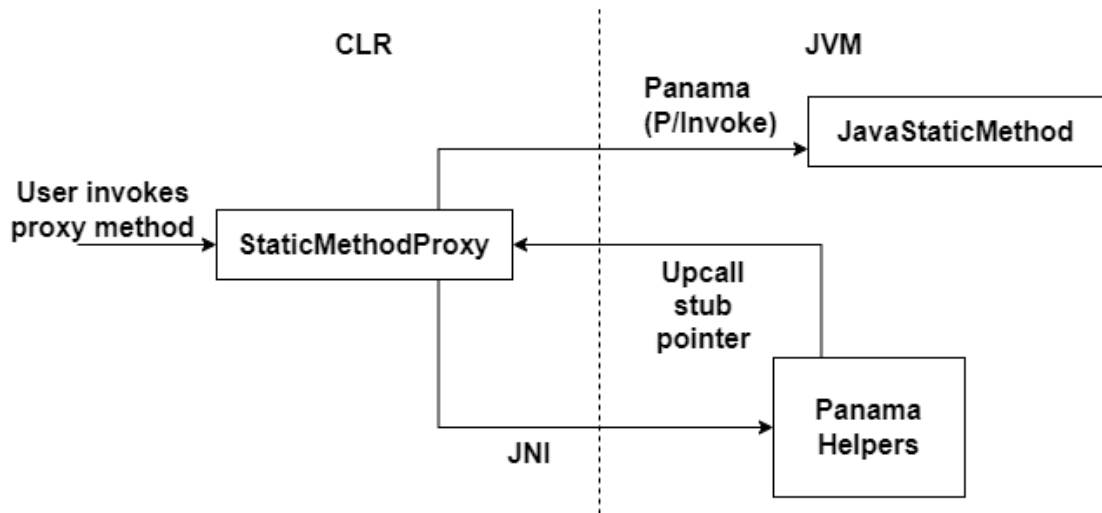 CLR
JVM
Panama
(P/Invoke)
JavaStaticMethod
User invokes
proxy method
StaticMethodProxy
Upcall
stub
pointer
Panama
Helpers
JNI